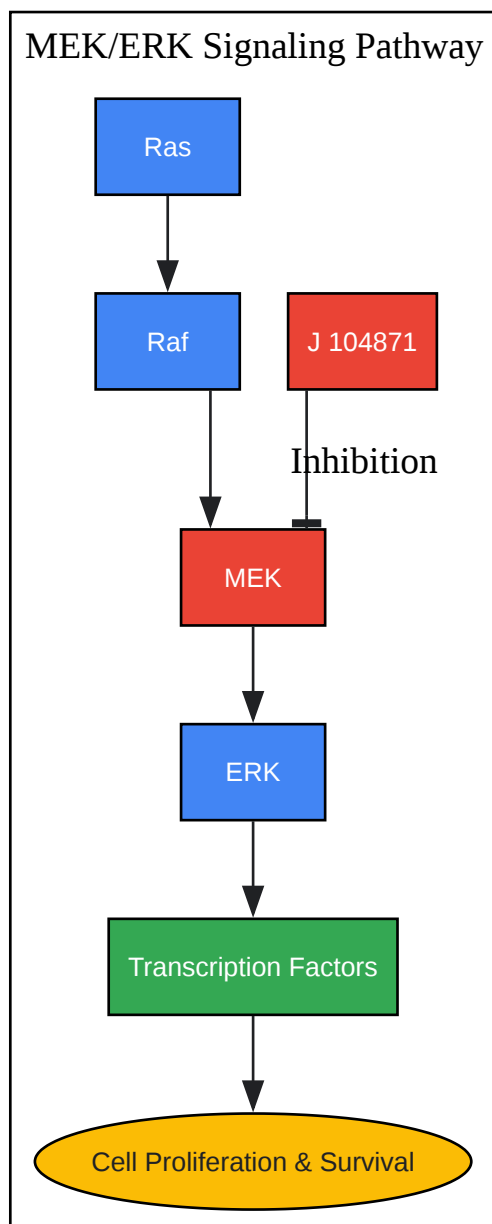 MEK/ERK Signaling Pathway
Ras
Raf
J 104871
Inhibition
MEK
ERK
Transcription Factors
Cell Proliferation & Survival